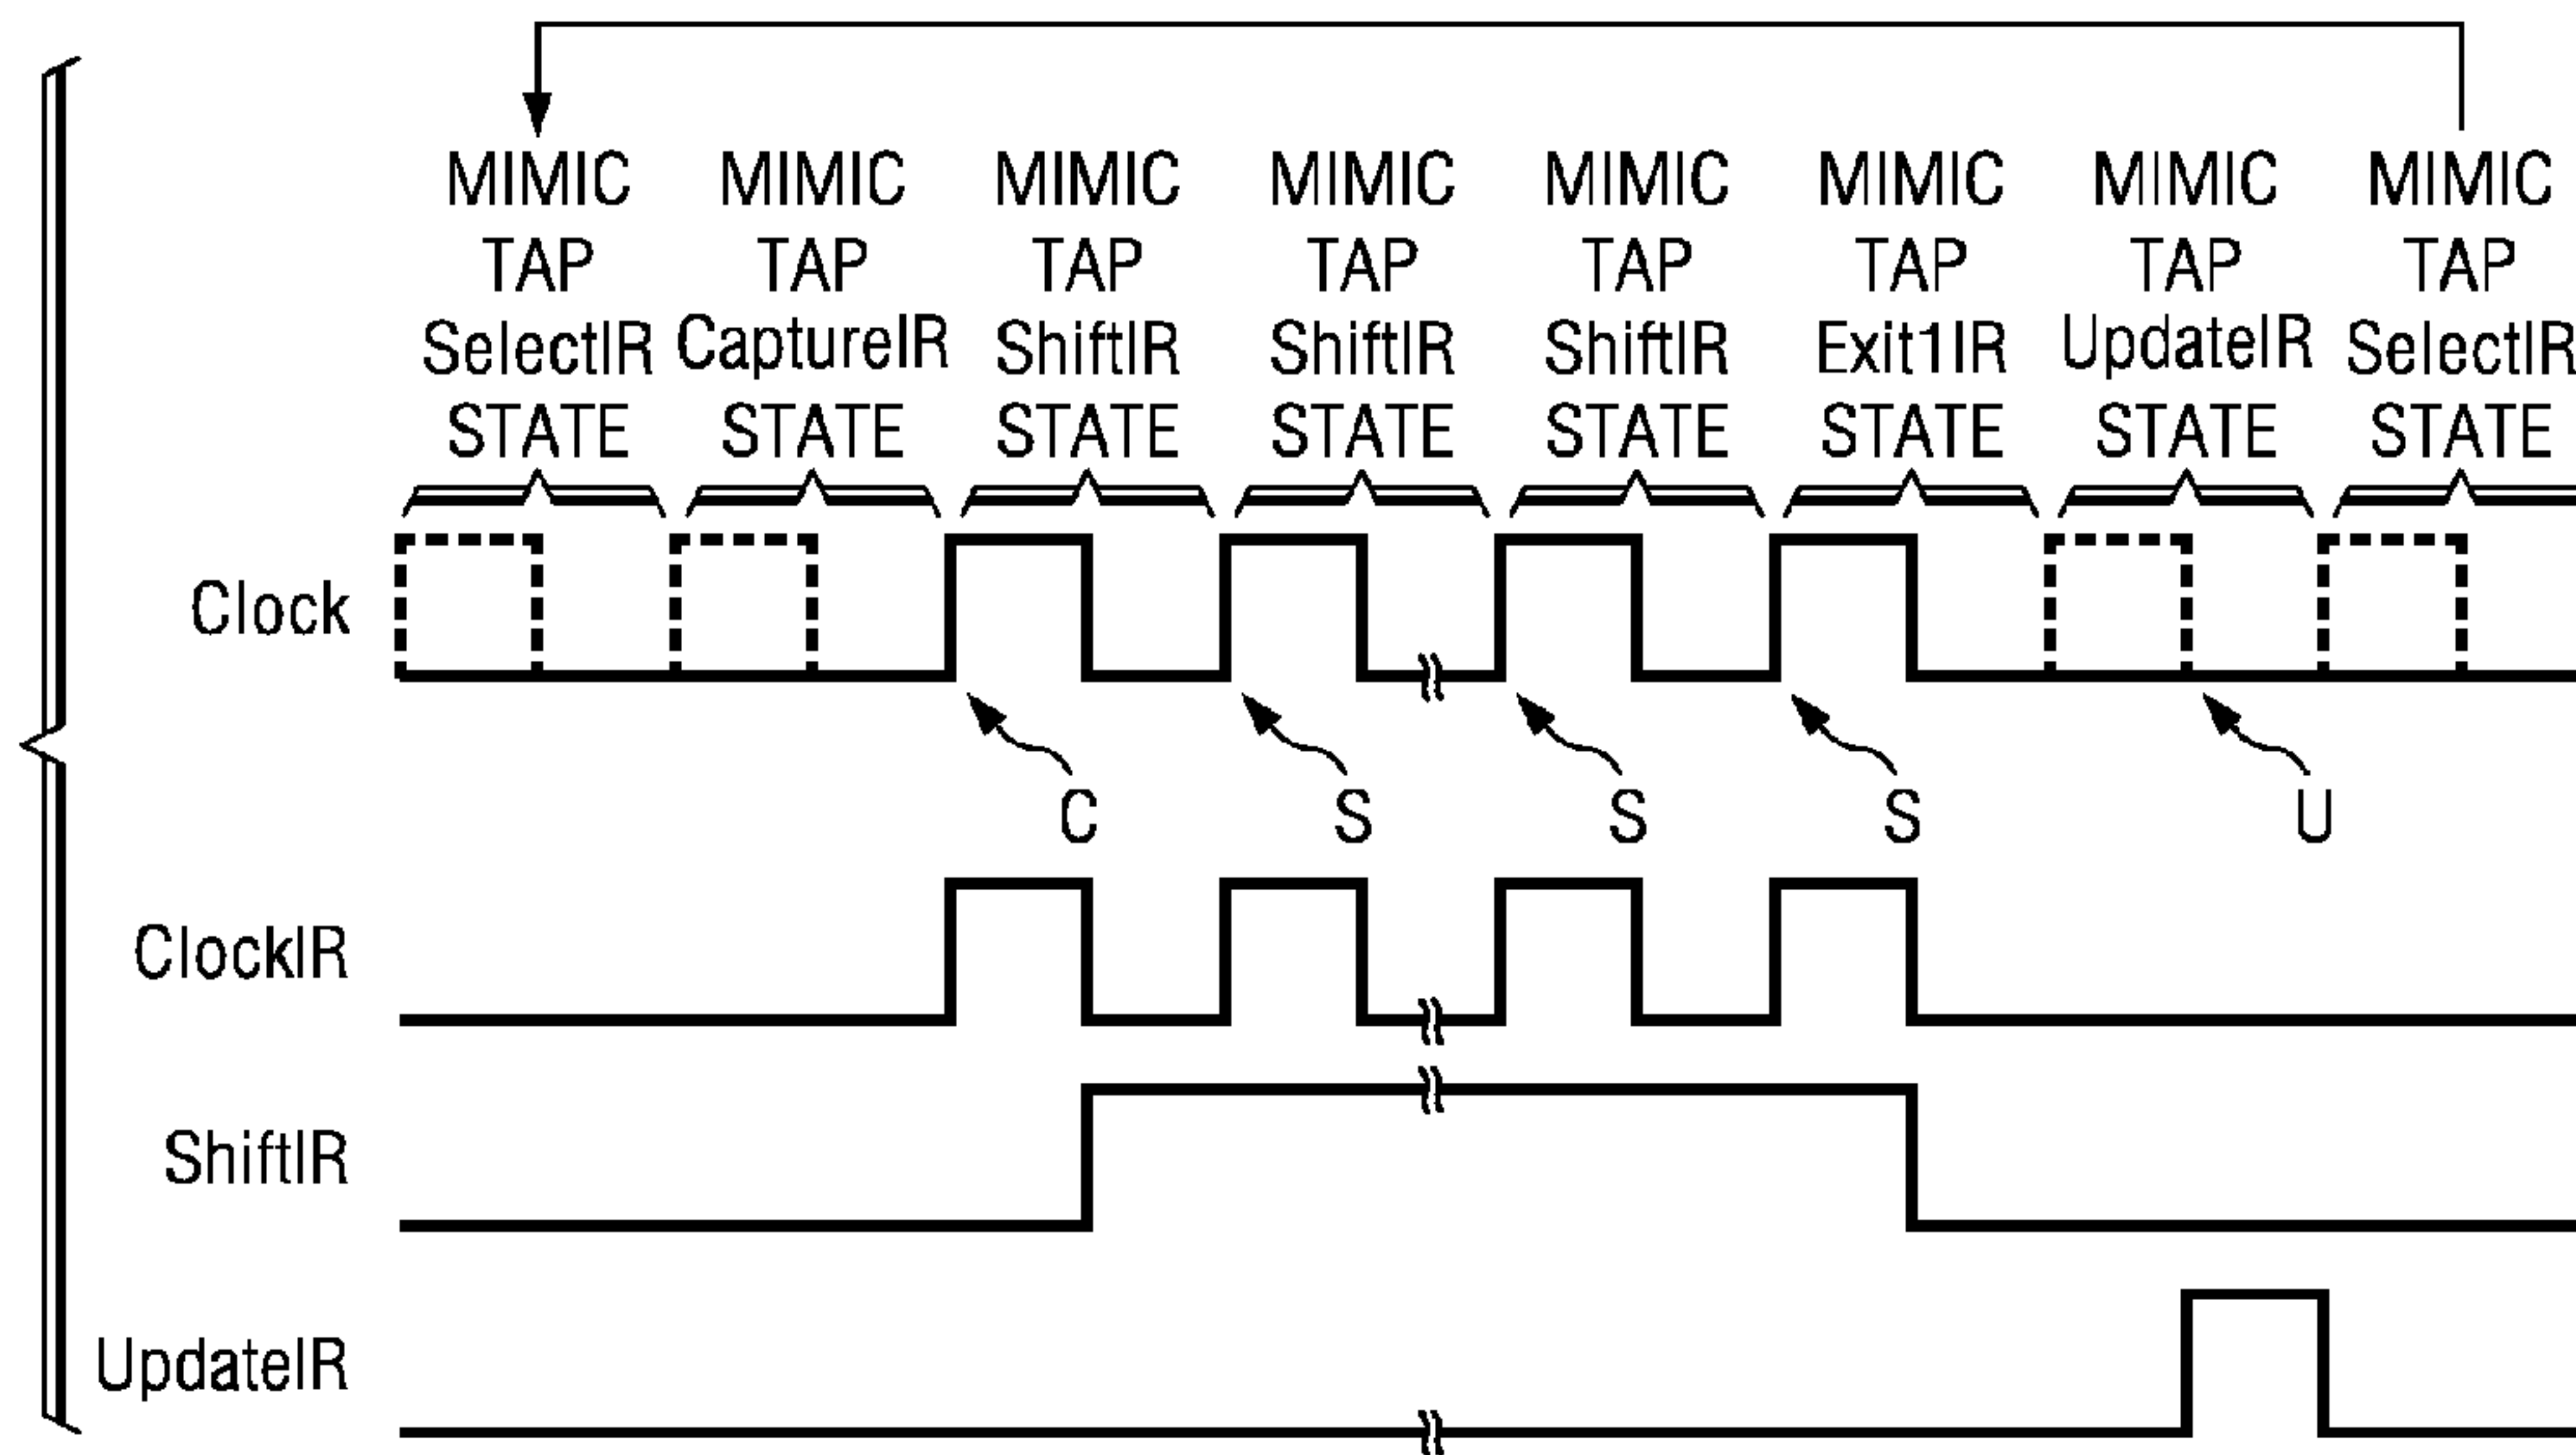 MIMIC TAP SelectIR STATE
MIMIC TAP CaptureIR STATE
MIMIC TAP ShiftIR STATE
MIMIC TAP ShiftIR STATE
MIMIC TAP ShiftIR STATE
MIMIC TAP Exit1IR STATE
MIMIC TAP UpdateIR STATE
MIMIC TAP SelectIR STATE
Clock
C S S S U
ClockIR
ShiftIR
UpdateIR